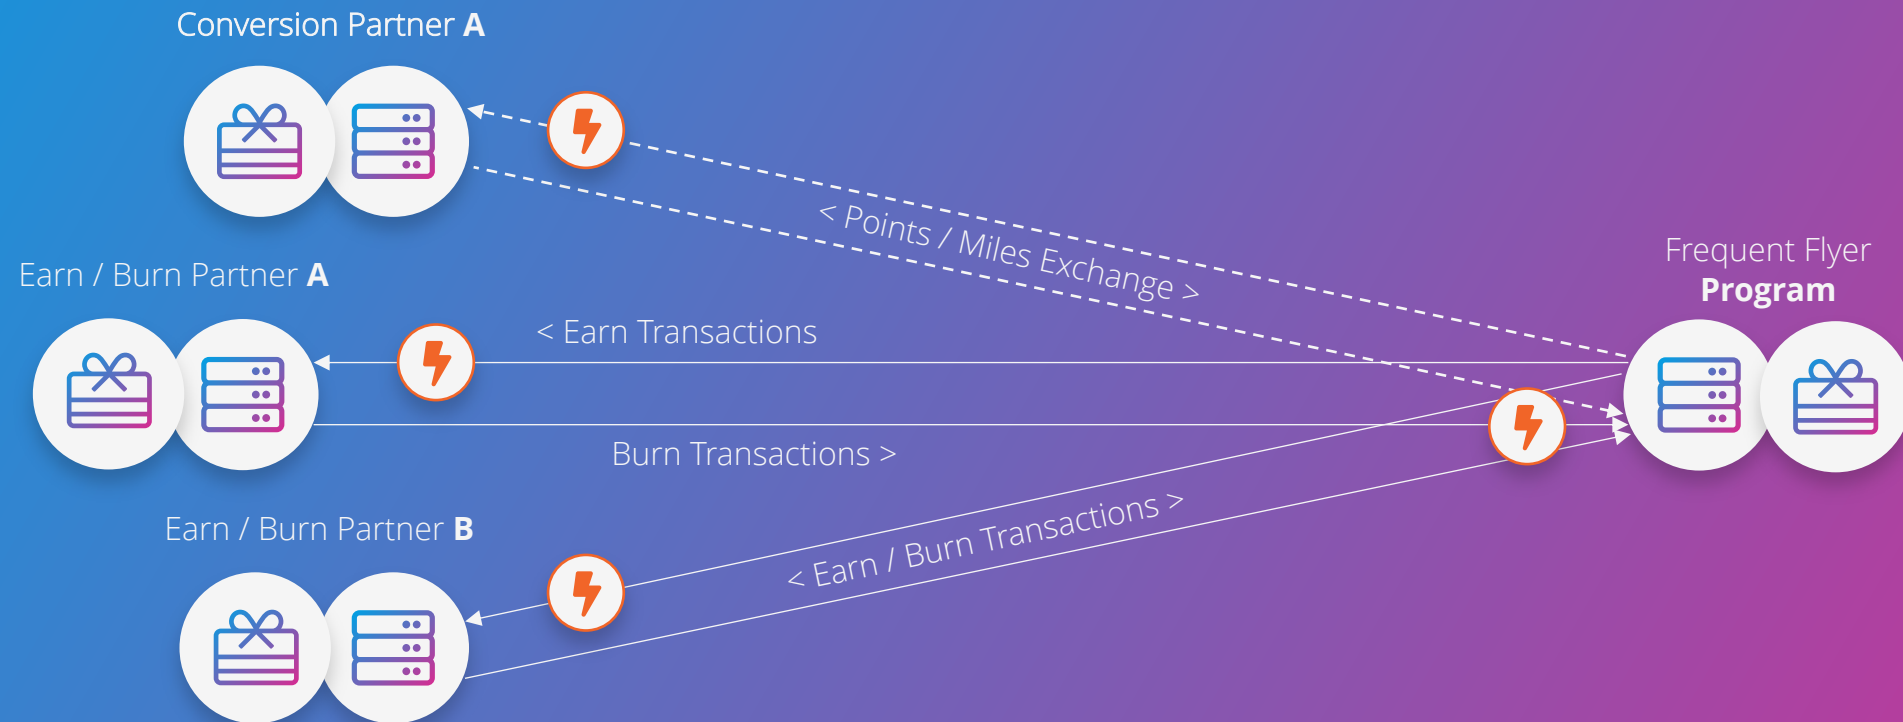 Conversion Partner A
< Points / Miles Exchange >
Frequent Flyer
Program
Earn / Burn Partner A
< Earn Transactions
Burn Transactions >
Earn / Burn Partner B
< Earn / Burn Transactions >